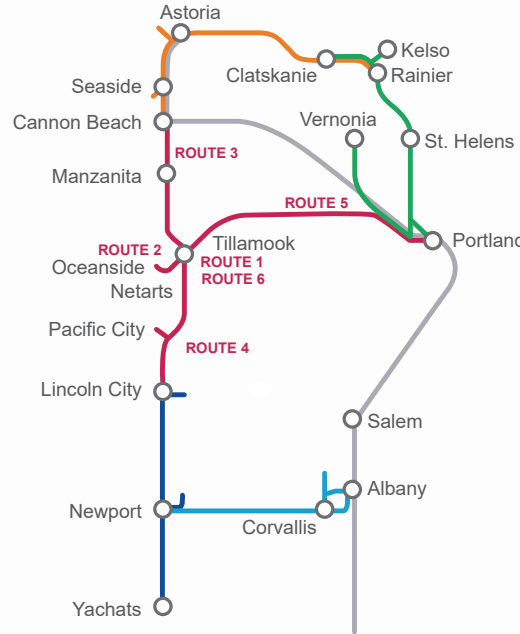 Astoria
Kelso
Clatskanie
Rainier
Seaside
Vernonia
Cannon Beach
St. Helens
ROUTE 3
Manzanita
ROUTE 5
Tillamook
Portland
ROUTE 2
ROUTE 1
Oceanside
ROUTE 6
Netarts
Pacific City
ROUTE 4
Lincoln City
Salem
Albany
Newport
Corvallis
Yachats